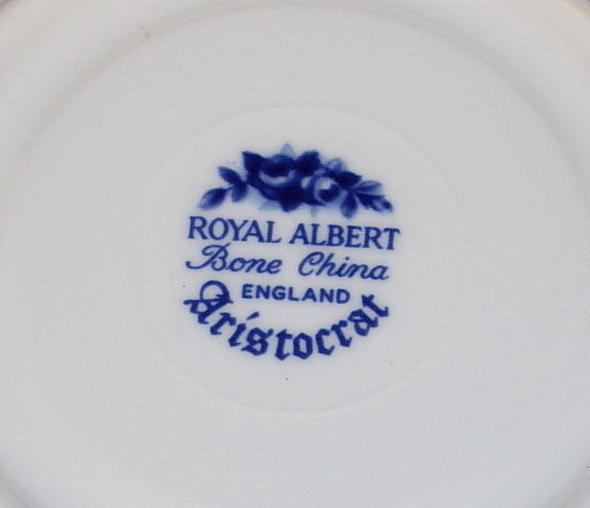 ROYAL ALBERT
Bone China
ENGLAND
Aristocrat